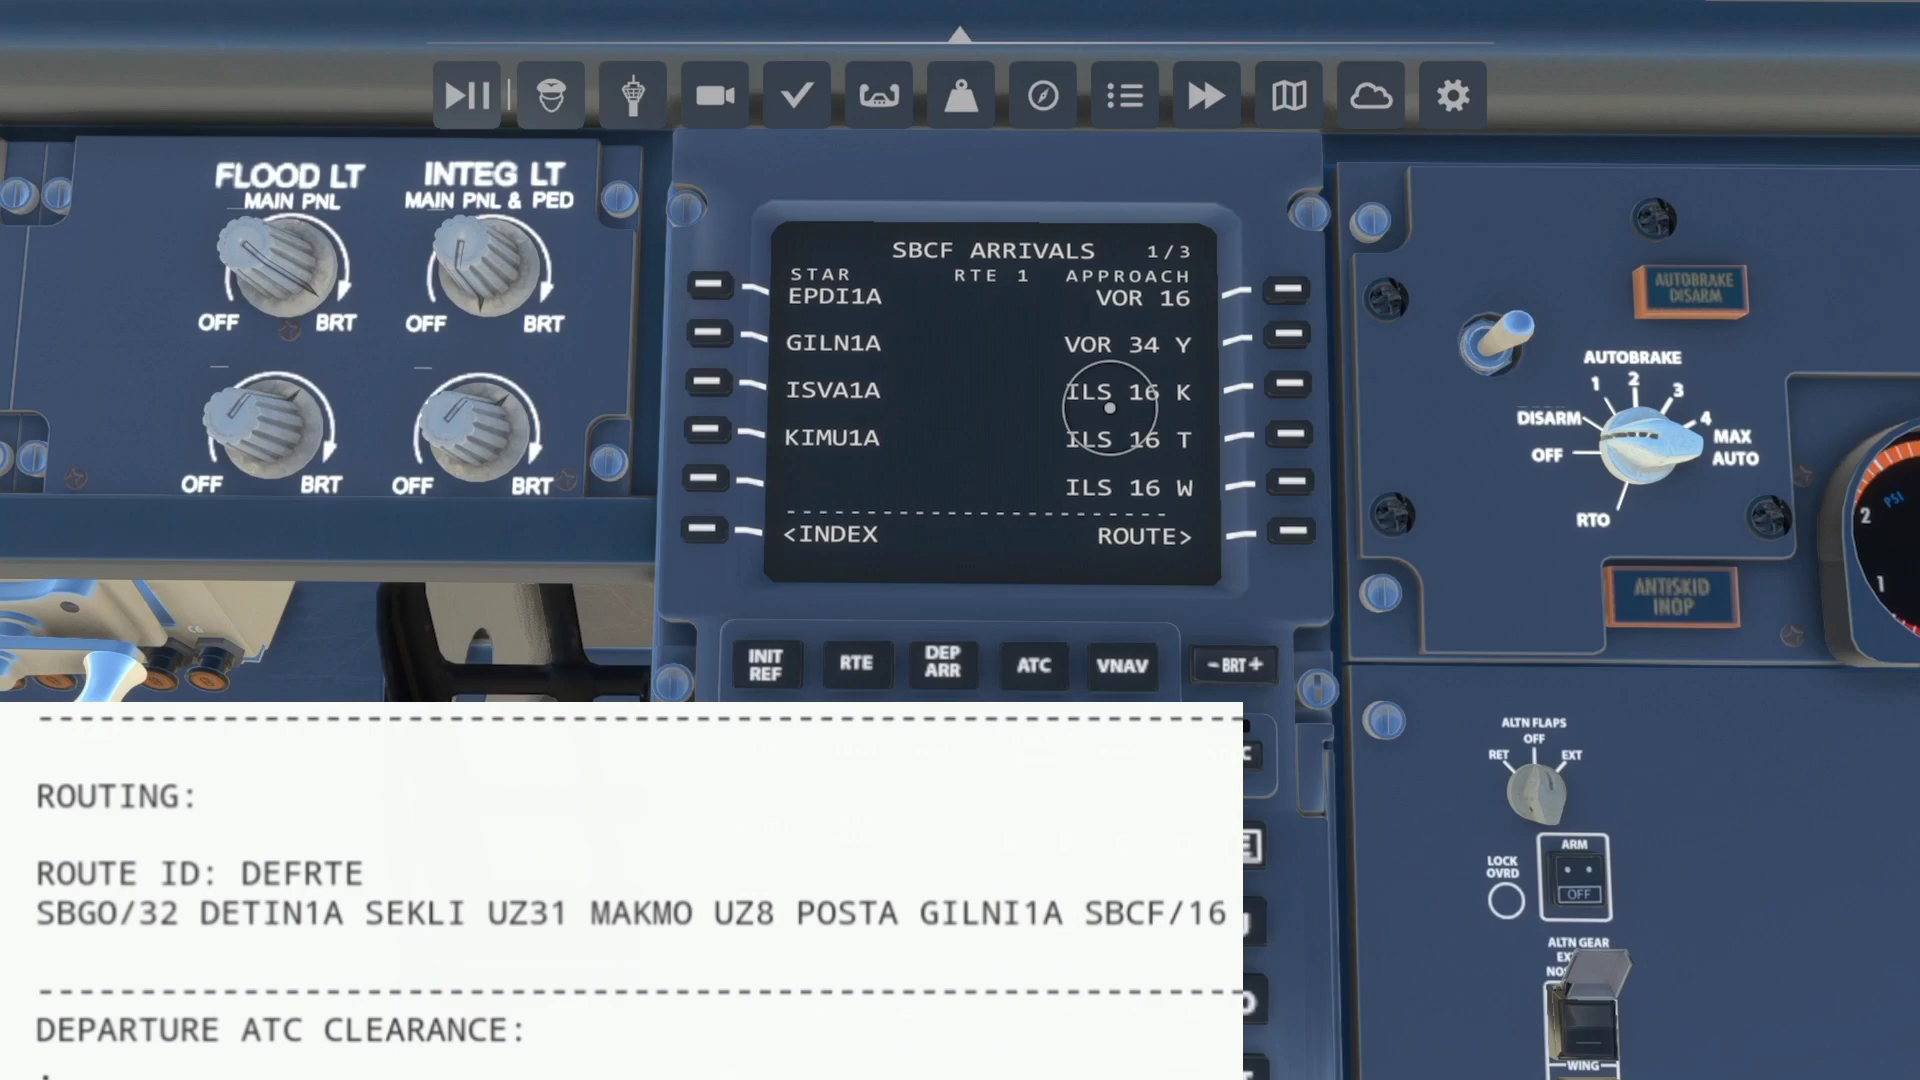 FLOOD LT
MAIN PNL
OFF BRT
INTEG LT
MAIN PNL & PED
OFF BRT
OFF BRT
OFF BRT
SBCF ARRIVALS 1/3
STAR RTE 1 APPROACH
EPDI1A VOR 16
GILN1A VOR 34 Y
ISVA1A ILS 16 K
KIMU1A ILS 16 T
ILS 16 W
<INDEX ROUTE>
INIT REF
RTE
DEP ARR
ATC
VNAV
- BRT +
AUTOBRAKE
DISARM
AUTOBRAKE
1 2 3 4
DISARM
OFF
MAX
AUTO
RTO
ANTISKID
INOP
PSI
2
1
ALTN FLAPS
OFF
RET EXT
ARM
LOCK
OVRD
OFF
ALTN GEAR
WING
ROUTING:
ROUTE ID: DEFRTE
SBGO/32 DETIN1A SEKLI UZ31 MAKMO UZ8 POSTA GILNI1A SBCF/16
DEPARTURE ATC CLEARANCE: